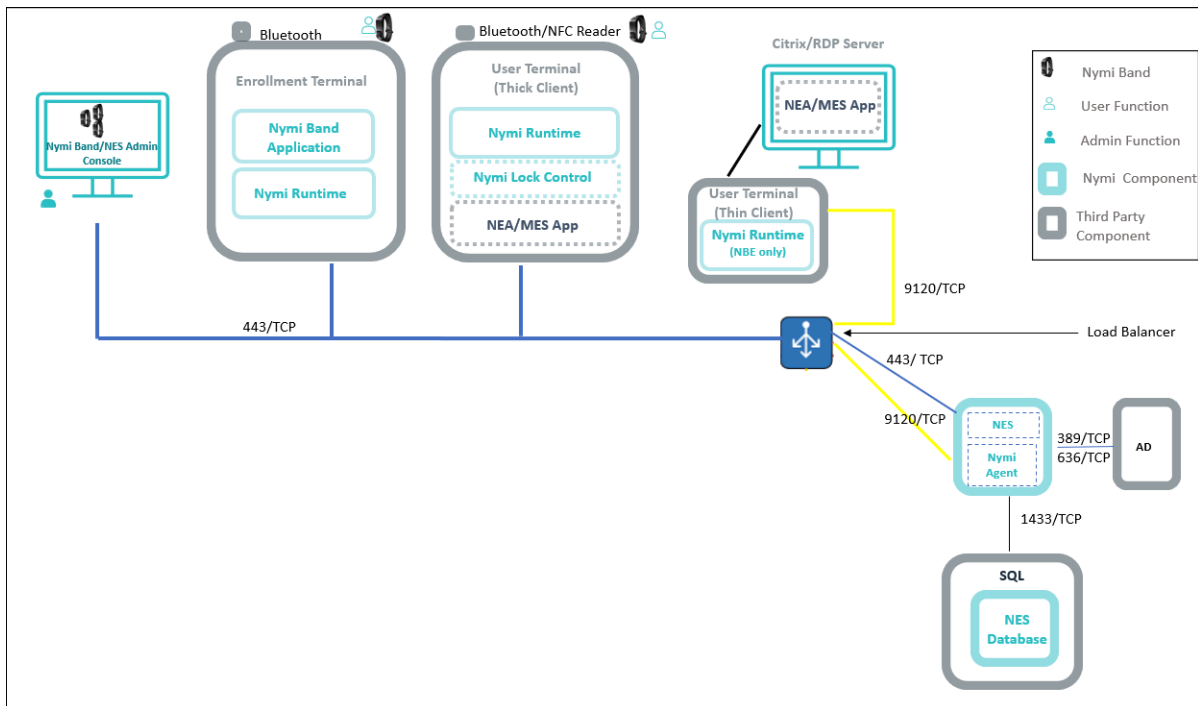 Bluetooth
Enrollment Terminal
Nymi Band
Application
Nymi Runtime
Bluetooth/NFC Reader
User Terminal
(Thick Client)
Nymi Runtime
Nymi Lock Control
NEA/MES App
Citrix/RDP Server
NEA/MES App
User Terminal
(Thin Client)
Nymi Runtime
(NBE only)
Nymi Band/NES Admin
Console
Nymi Band
User Function
Admin Function
Nymi Component
Third Party
Component
9120/TCP
443/TCP
Load Balancer
443/ TCP
9120/TCP
NES
Nymi
Agent
389/TCP
636/TCP
AD
1433/TCP
SQL
NES
Database